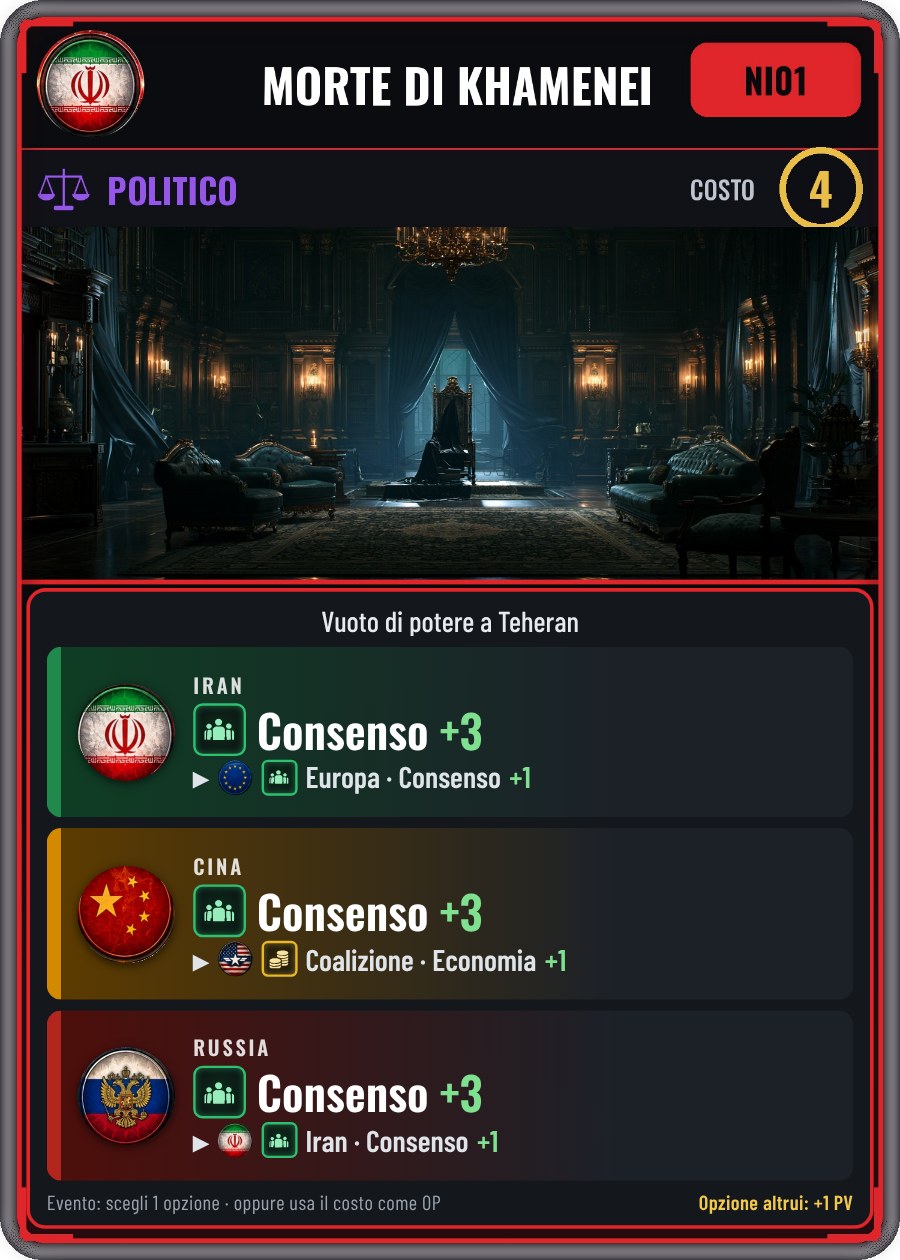 MORTE DI KHAMENEI
NI01
POLITICO
COSTO
4
Vuoto di potere a Teheran
IRAN
Consenso +3
▶ Europa · Consenso +1
CINA
Consenso +3
▶ Coalizione · Economia +1
RUSSIA
Consenso +3
▶ Iran · Consenso +1
Evento: scegli 1 opzione · oppure usa il costo come OP
Opzione altrui: +1 PV